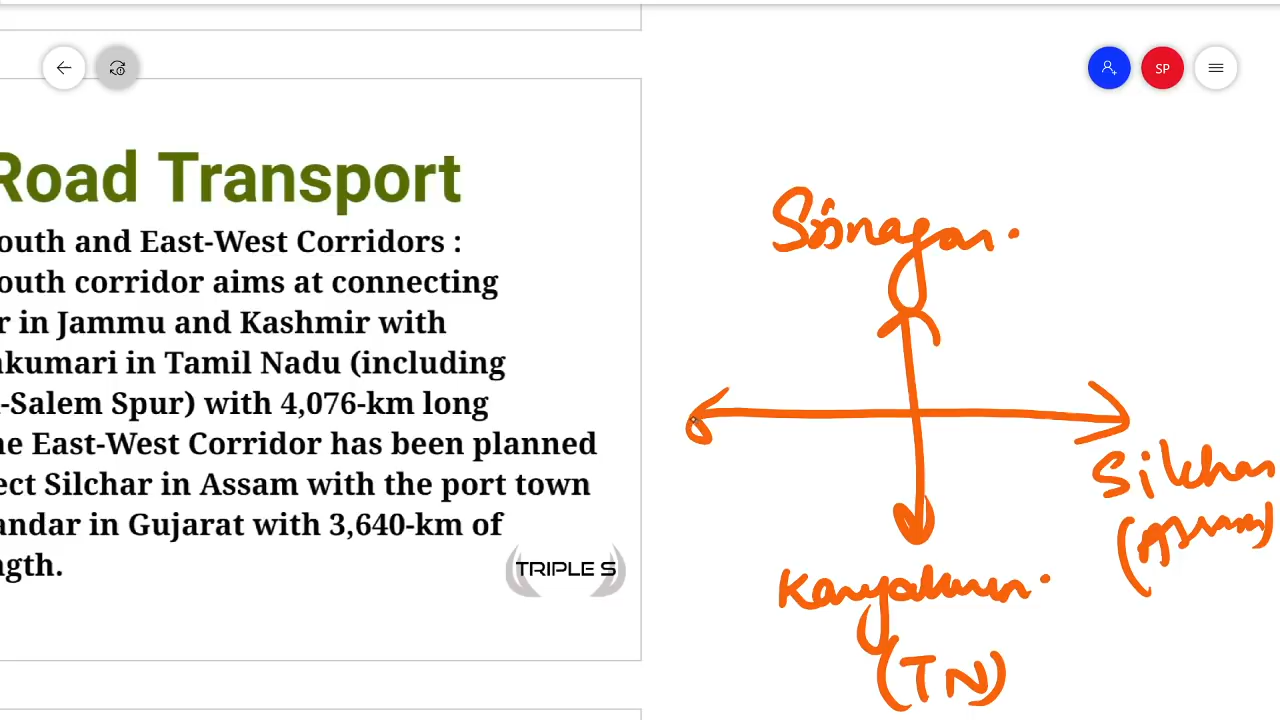 SP
Road Transport
outh and East-West Corridors :
outh corridor aims at connecting
r in Jammu and Kashmir with
kumari in Tamil Nadu (including
-Salem Spur) with 4,076-km long
he East-West Corridor has been planned
ect Silchar in Assam with the port town
andar in Gujarat with 3,640-km of
ngth.
TRIPLE S
Srinagar.
Silchar
(Assam)
(TN)